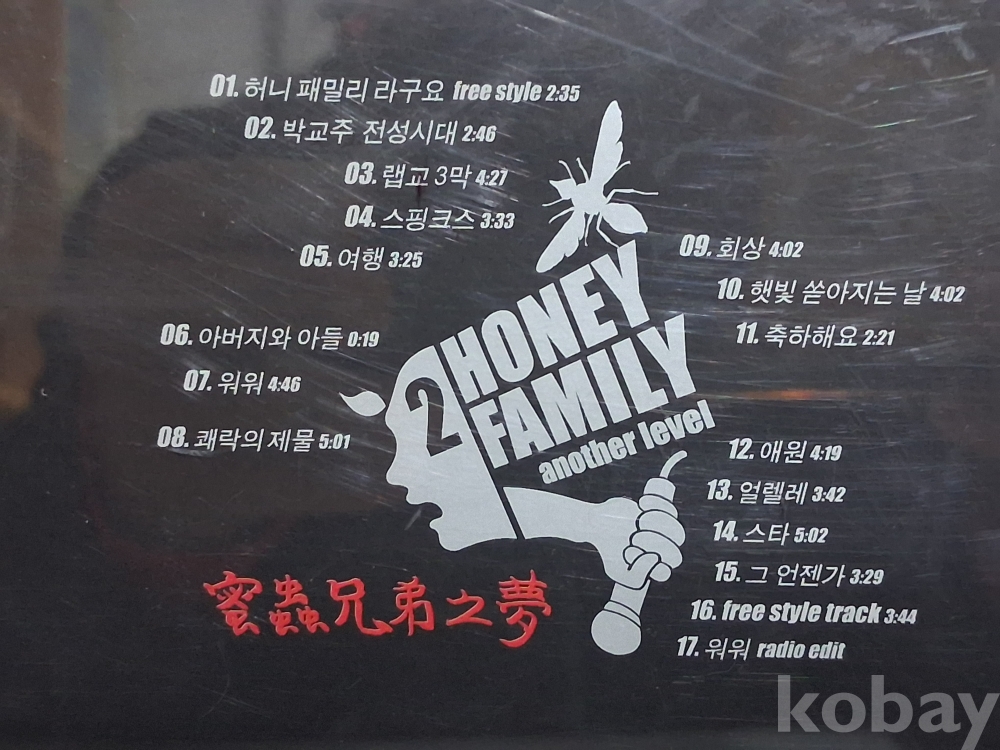 01. 허니 패밀리 라구요 free style 2:35
02. 박교주 전성시대 2:46
03. 랩교 3막 4:27
04. 스핑크스 3:33
05. 여행 3:25
06. 아버지와 아들 0:19
07. 워워 4:46
08. 쾌락의 제물 5:01
2
HONEY
FAMILY
another level
09. 회상 4:02
10. 햇빛 쏟아지는 날 4:02
11. 축하해요 2:21
12. 애원 4:19
13. 얼렐레 3:42
14. 스타 5:02
15. 그 언젠가 3:29
16. free style track 3:44
17. 워워 radio edit
蜜蟲兄弟之夢
kobay